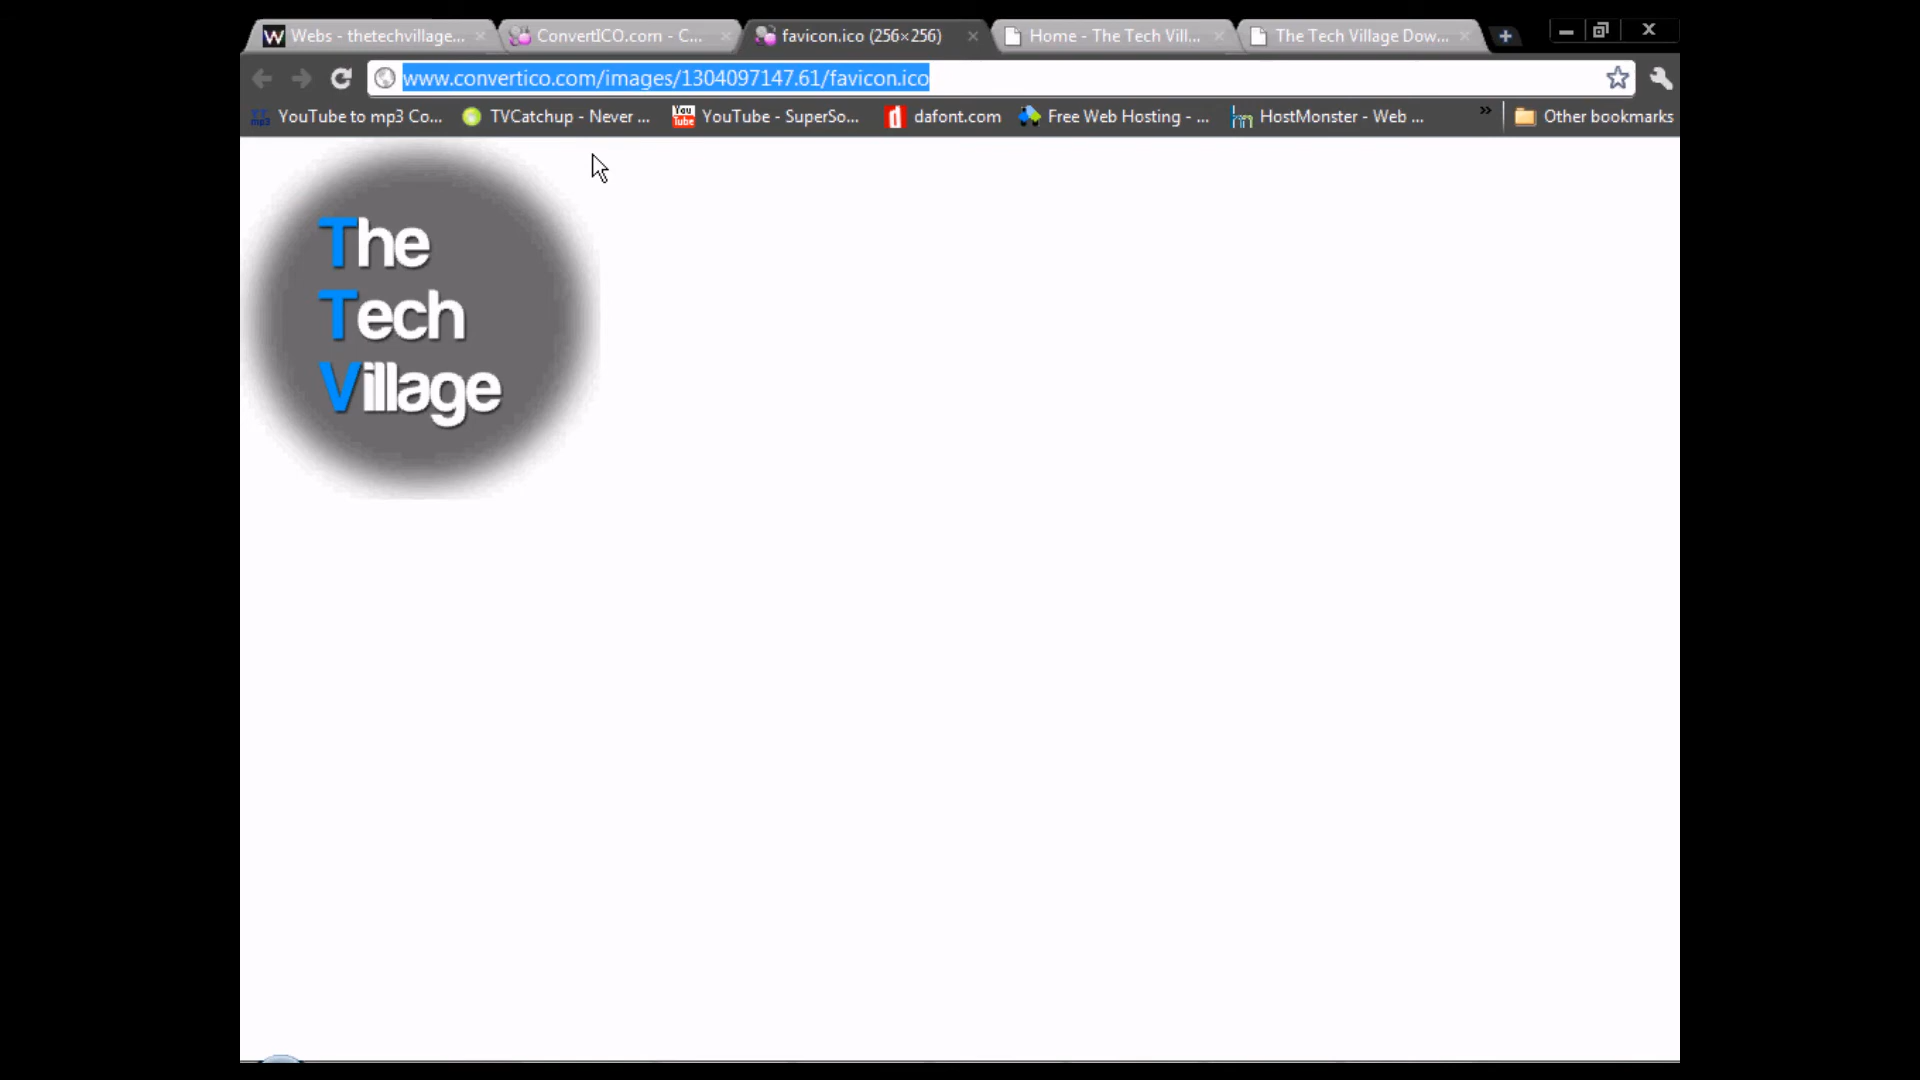 Webs - thetechvillage...
ConvertICO.com - C...
favicon.ico (256×256)
Home - The Tech Vill...
The Tech Village Dow...
www.convertico.com/images/1304097147.61/favicon.ico
YouTube to mp3 Co...
TVCatchup - Never ...
YouTube - SuperSo...
dafont.com
Free Web Hosting - ...
HostMonster - Web ...
Other bookmarks
The
Tech
Village